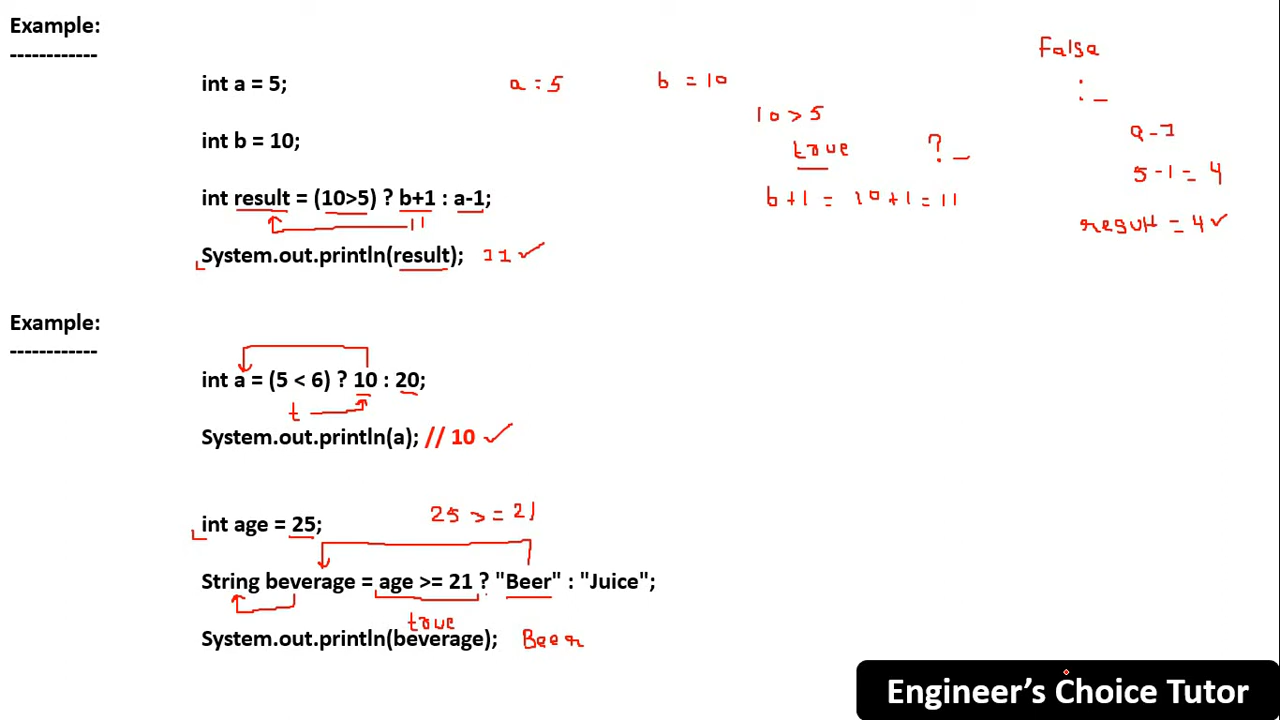 Example:
------------
False
int a = 5; a = 5 b = 10
: _
10 > 5
a - 1
int b = 10;
true ? _
5 - 1 = 4
int result = (10>5) ? b+1 : a-1; b+1 = 10+1 = 11
11
result = 4 ✓
System.out.println(result); 11 ✓
Example:
------------
int a = (5 < 6) ? 10 : 20;
t
System.out.println(a); // 10 ✓
25 >= 21
int age = 25;
String beverage = age >= 21 ? "Beer" : "Juice";
true
System.out.println(beverage); Beer
Engineer's Choice Tutor